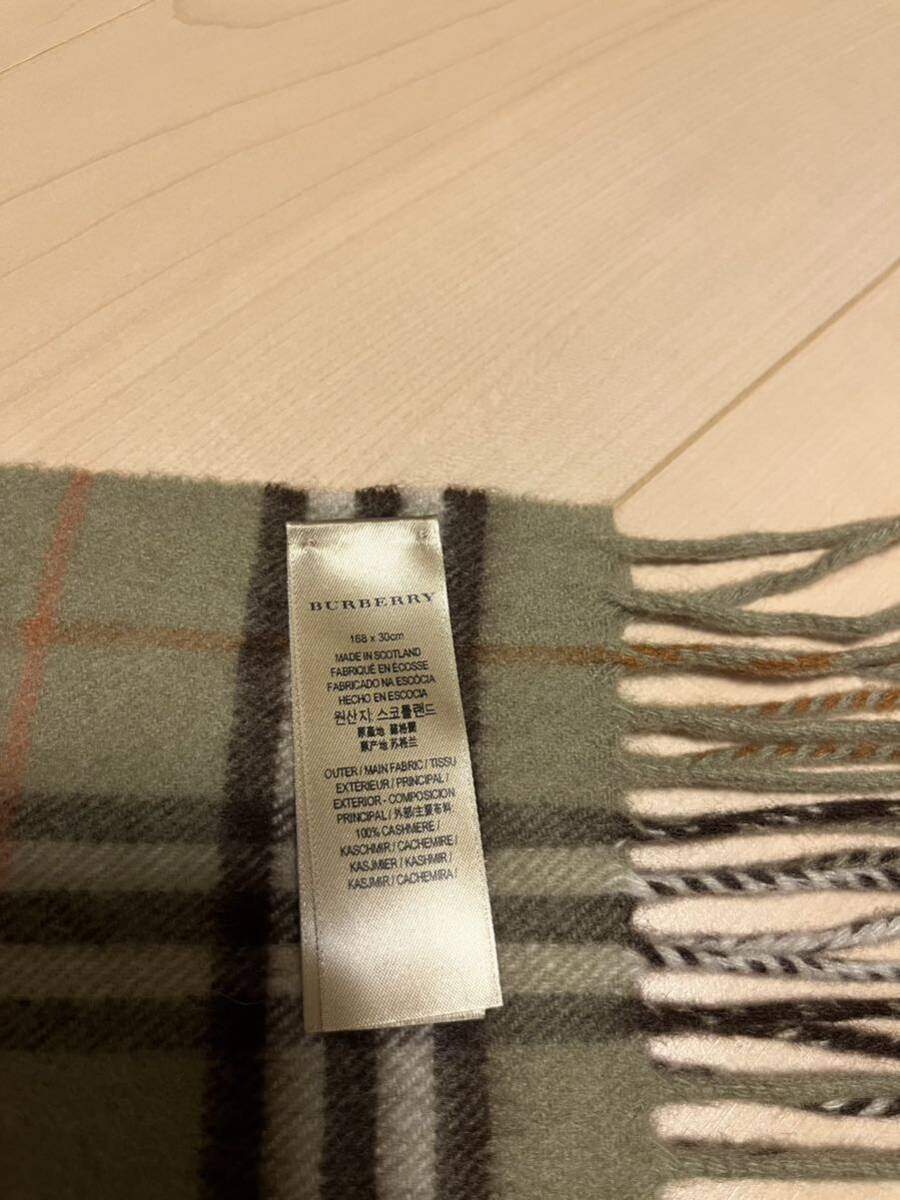 BURBERRY
168 x 30cm
MADE IN SCOTLAND
FABRIQUÉ EN ÉCOSSE
FABRICADO NA ESCÓCIA
HECHO EN ESCOCIA
원산지: 스코틀랜드
原產地 蘇格蘭
原产地 苏格兰
OUTER / MAIN FABRIC / TISSU
EXTÉRIEUR / PRINCIPAL /
EXTERIOR - COMPOSICIÓN
PRINCIPAL / 外部/主要布料:
100% CASHMERE /
KASCHMIR / CACHEMIRE /
KASJMIER / KASHMIR /
KASJMIR / CACHEMIRA /